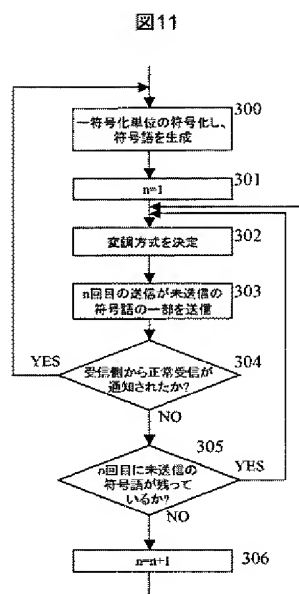 図11
300
一符号化単位の符号化し、
符号語を生成
301
n=1
302
変調方式を決定
303
n回目の送信が未送信の
符号語の一部を送信
304
YES
受信側から正常受信が
通知されたか?
NO
305
n回目に未送信の
符号語が残って
いるか?
YES
NO
306
n=n+1